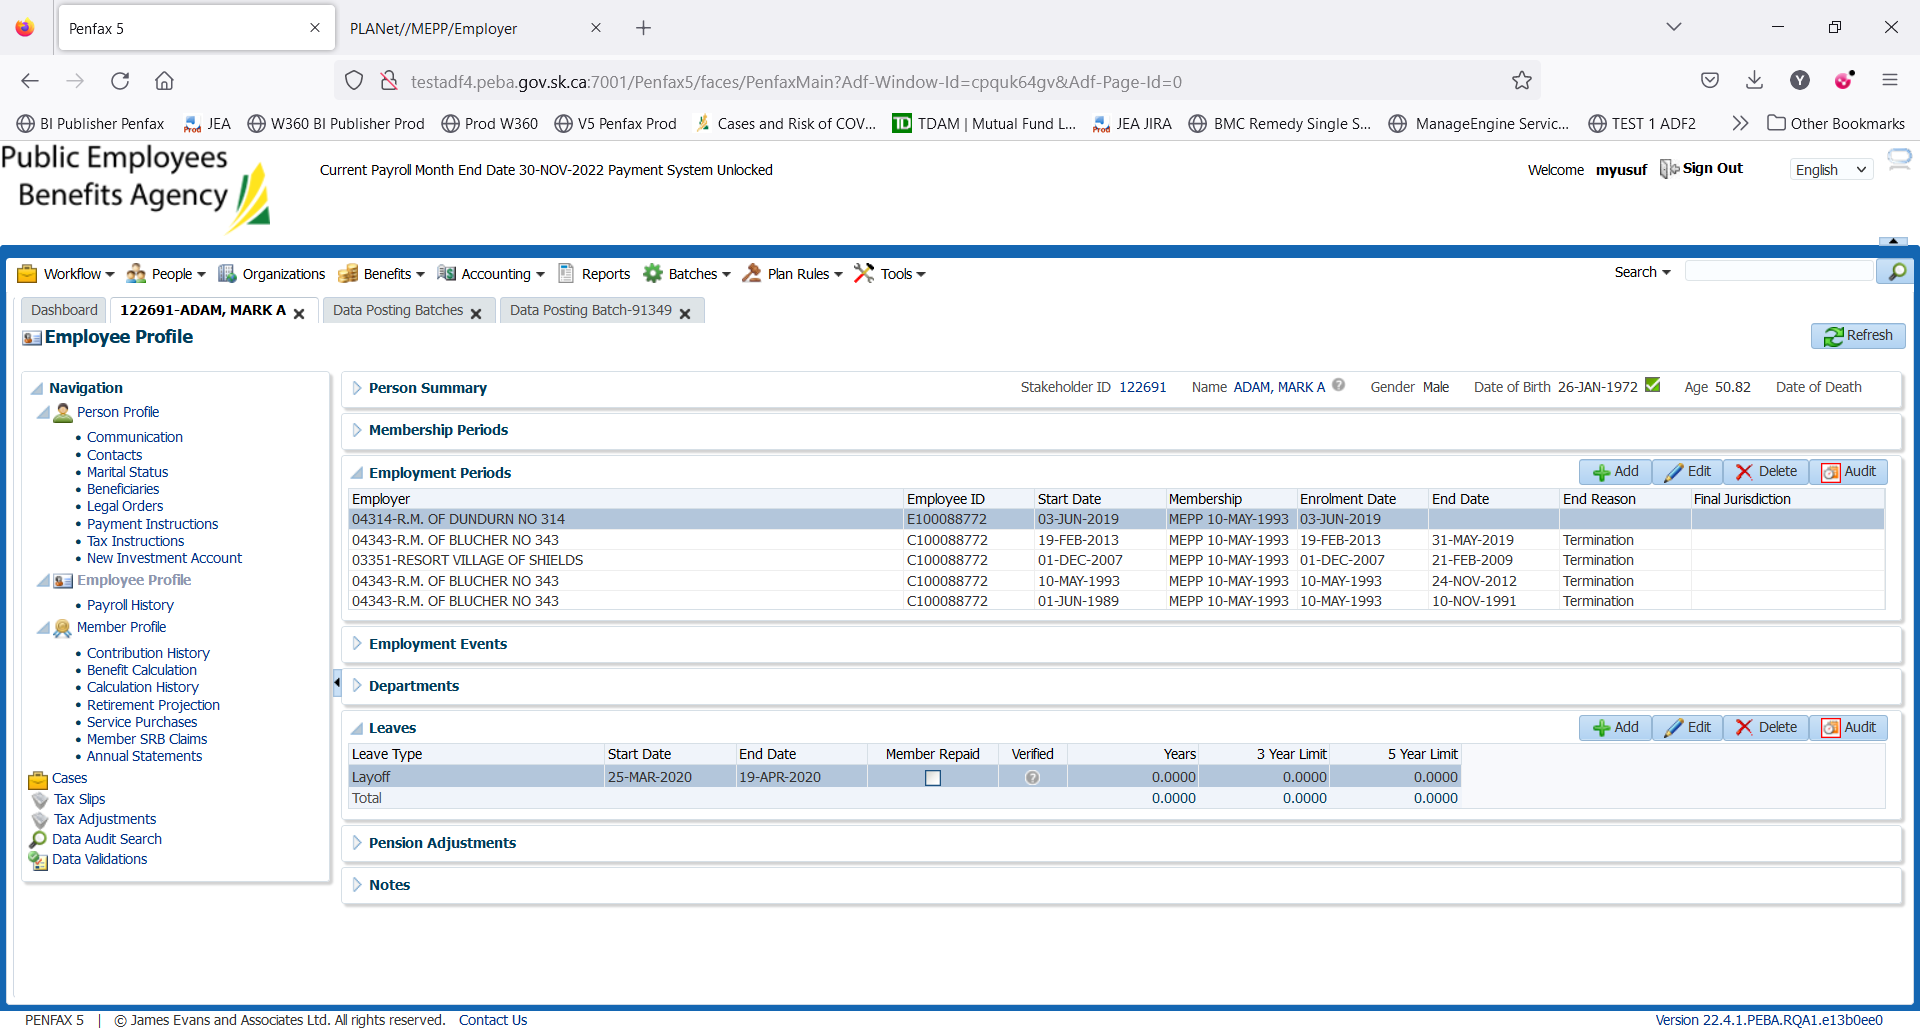 Penfax 5
PLANet//MEPP/Employer
testadf4.peba.gov.sk.ca:7001/Penfax5/faces/PenfaxMain?Adf-Window-Id=cpquk64gv&Adf-Page-Id=0
Y
BI Publisher Penfax JEA W360 BI Publisher Prod Prod W360 V5 Penfax Prod Cases and Risk of COV... TDAM | Mutual Fund L... JEA JIRA BMC Remedy Single S... ManageEngine Servic... TEST 1 ADF2 Other Bookmarks
Public Employees
Benefits Agency
Current Payroll Month End Date 30-NOV-2022 Payment System Unlocked
Welcome myusuf Sign Out English
Workflow People Organizations Benefits Accounting Reports Batches Plan Rules Tools Search
Dashboard 122691-ADAM, MARK A Data Posting Batches Data Posting Batch-91349
Employee Profile
Refresh
Navigation
Person Profile
Communication
Contacts
Marital Status
Beneficiaries
Legal Orders
Payment Instructions
Tax Instructions
New Investment Account
Employee Profile
Payroll History
Member Profile
Contribution History
Benefit Calculation
Calculation History
Retirement Projection
Service Purchases
Member SRB Claims
Annual Statements
Cases
Tax Slips
Tax Adjustments
Data Audit Search
Data Validations
Person Summary Stakeholder ID 122691 Name ADAM, MARK A Gender Male Date of Birth 26-JAN-1972 Age 50.82 Date of Death
Membership Periods
Employment Periods Add Edit Delete Audit
Employer Employee ID Start Date Membership Enrolment Date End Date End Reason Final Jurisdiction
04314-R.M. OF DUNDURN NO 314 E100088772 03-JUN-2019 MEPP 10-MAY-1993 03-JUN-2019
04343-R.M. OF BLUCHER NO 343 C100088772 19-FEB-2013 MEPP 10-MAY-1993 19-FEB-2013 31-MAY-2019 Termination
03351-RESORT VILLAGE OF SHIELDS C100088772 01-DEC-2007 MEPP 10-MAY-1993 01-DEC-2007 21-FEB-2009 Termination
04343-R.M. OF BLUCHER NO 343 C100088772 10-MAY-1993 MEPP 10-MAY-1993 10-MAY-1993 24-NOV-2012 Termination
04343-R.M. OF BLUCHER NO 343 C100088772 01-JUN-1989 MEPP 10-MAY-1993 10-MAY-1993 10-NOV-1991 Termination
Employment Events
Departments
Leaves Add Edit Delete Audit
Leave Type Start Date End Date Member Repaid Verified Years 3 Year Limit 5 Year Limit
Layoff 25-MAR-2020 19-APR-2020 0.0000 0.0000 0.0000
Total 0.0000 0.0000 0.0000
Pension Adjustments
Notes
PENFAX 5 | © James Evans and Associates Ltd. All rights reserved. Contact Us
Version 22.4.1.PEBA.RQA1.e13b0ee0